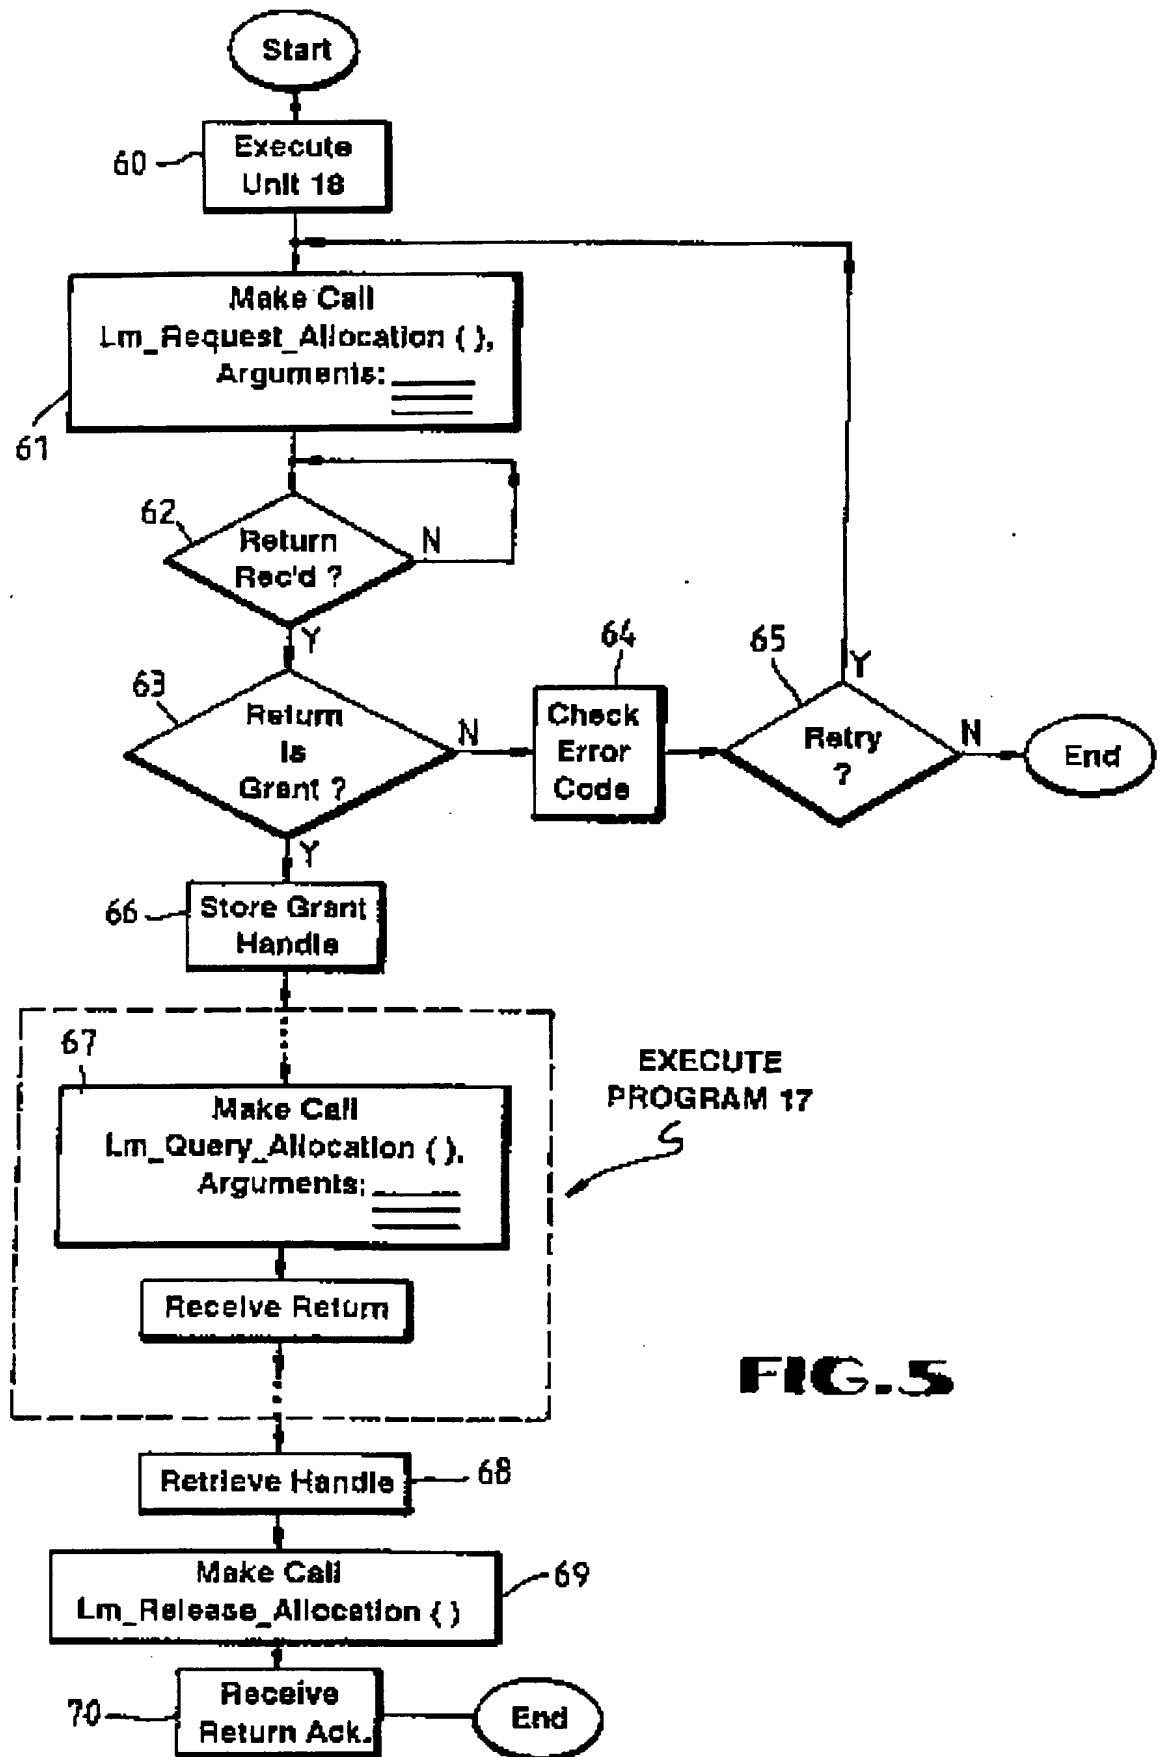 Start
60
Execute
Unit 18
Make Call
Lm_Request_Allocation ( ),
Arguments:
61
62
Return
Rec'd ?
N
Y
63
Return
Is
Grant ?
N
Y
64
Check
Error
Code
65
Retry
?
Y
N
End
66
Store Grant
Handle
67
Make Call
Lm_Query_Allocation ( ),
Arguments:
Receive Return
EXECUTE
PROGRAM 17
FIG.5
Retrieve Handle
68
Make Call
Lm_Release_Allocation ( )
69
70
Receive
Return Ack.
End